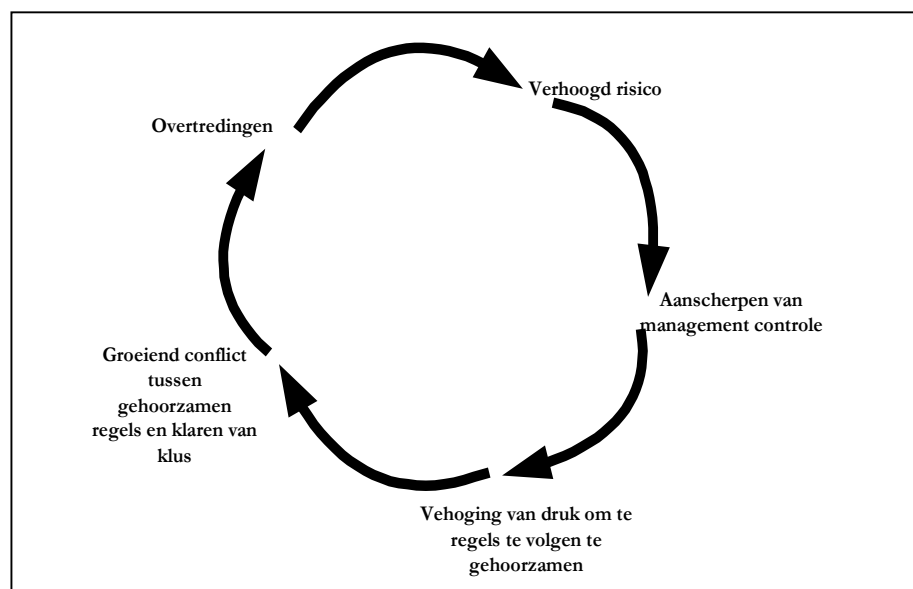 Verhoogd risico
Overtredingen
Aanscherpen van
management controle
Groeiend conflict
tussen
gehoorzamen
regels en klaren van
klus
Vehoging van druk om te
regels te volgen te
gehoorzamen